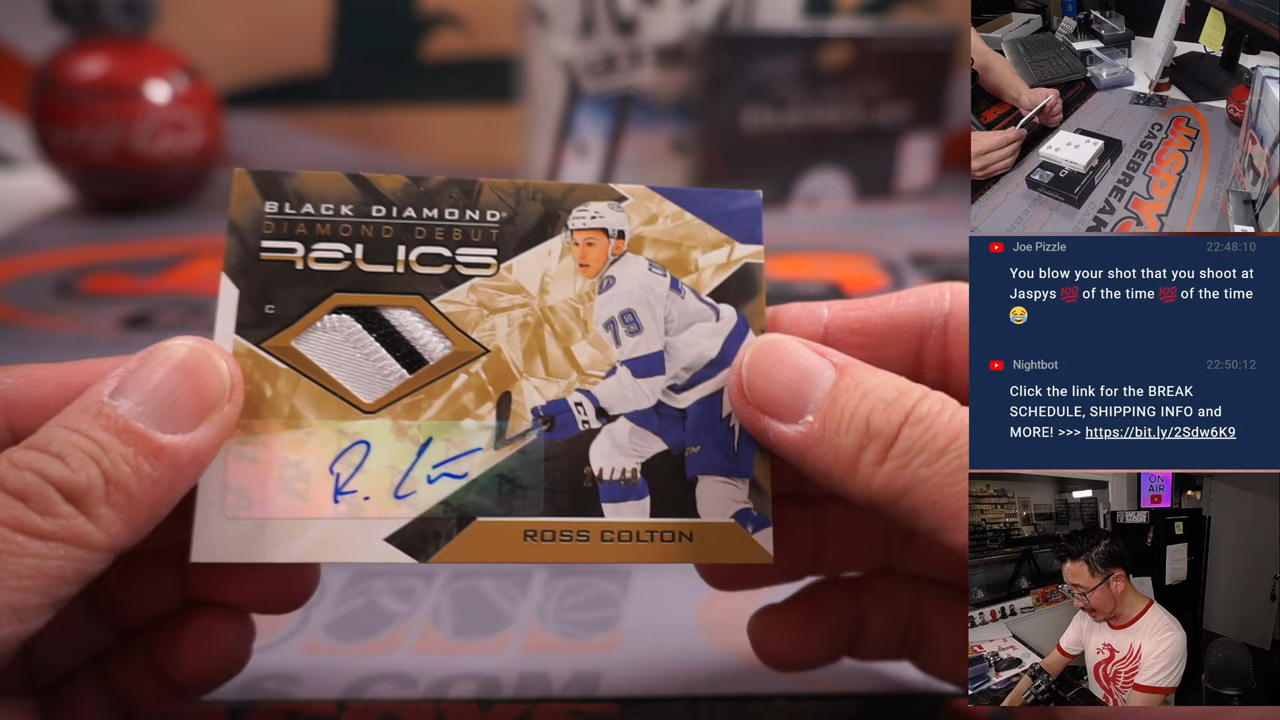 BLACK DIAMOND
DIAMOND DEBUT
RELICS
C
79
R.
ROSS COLTON
JASPYS
CASEBREAK
Joe Pizzle 22:48:10
You blow your shot that you shoot at
Jaspys 💯 of the time 💯 of the time
😂
Nightbot 22:50:12
Click the link for the BREAK
SCHEDULE, SHIPPING INFO and
MORE! >>> https://bit.ly/2Sdw6K9
ON
AIR